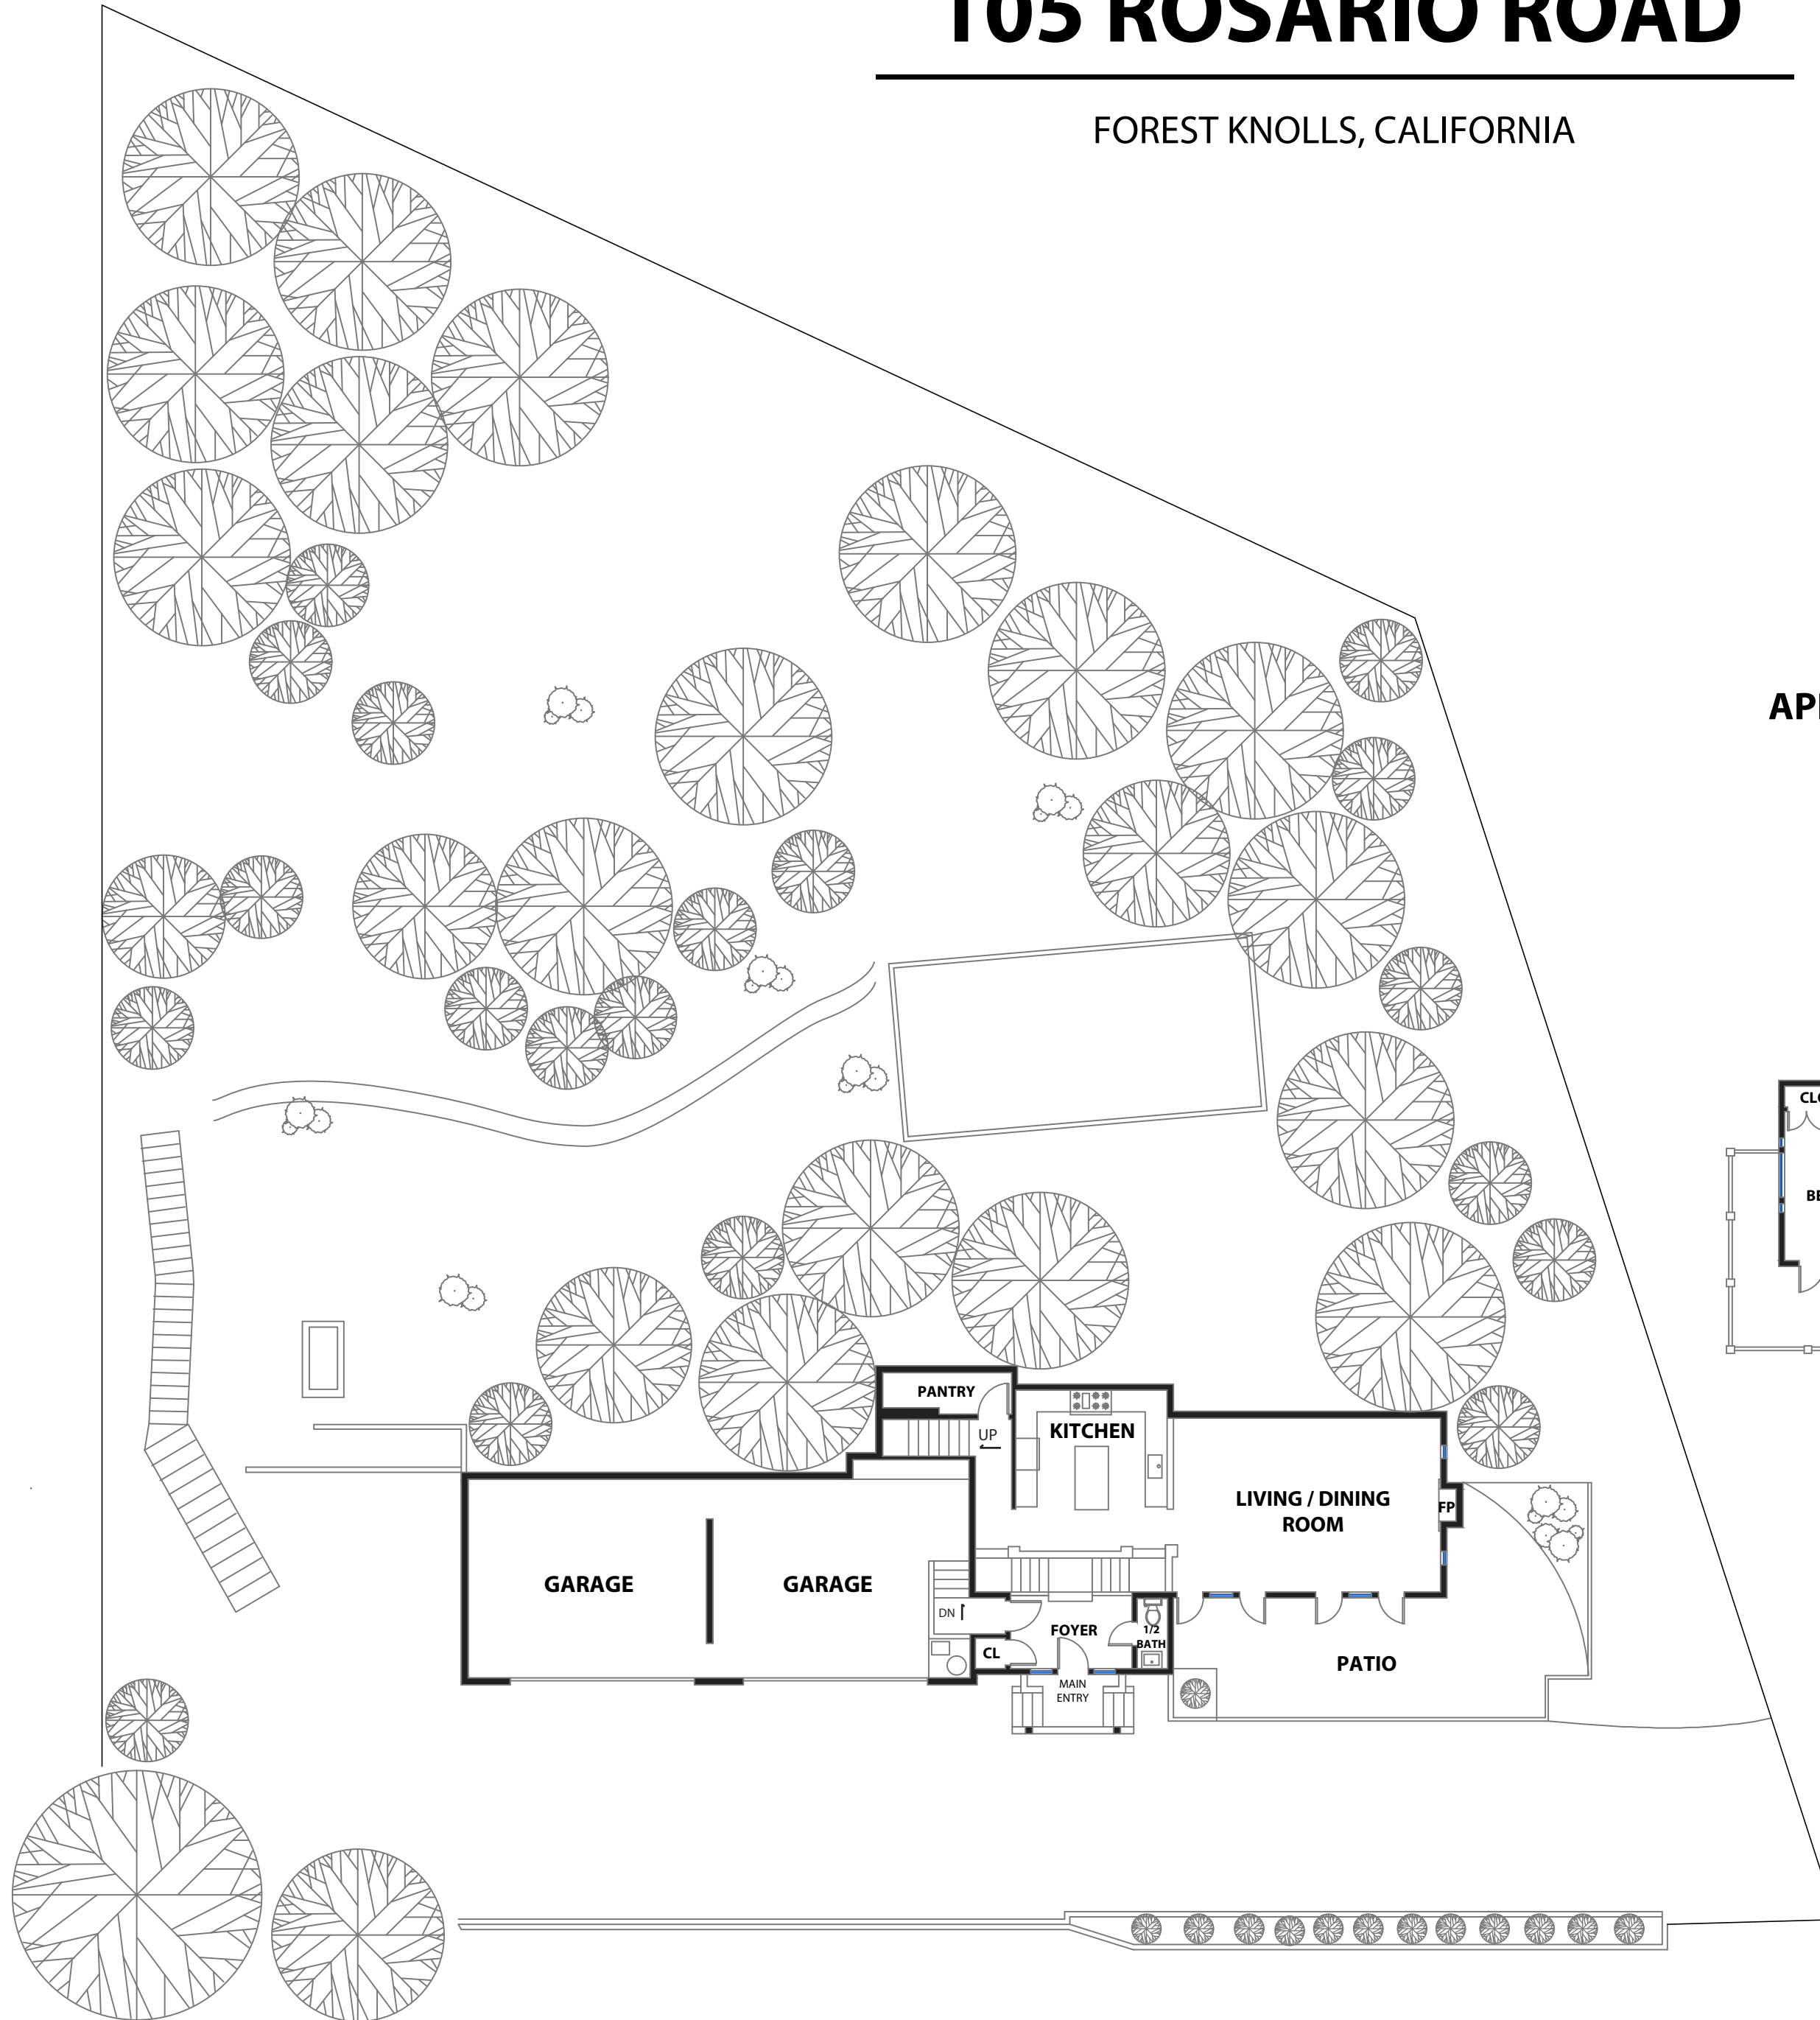 105 ROSARIO ROAD
FOREST KNOLLS, CALIFORNIA
PANTRY
UP
KITCHEN
LIVING / DINING
ROOM
FP
GARAGE
GARAGE
DN
CL
FOYER
1/2
BATH
MAIN
ENTRY
PATIO